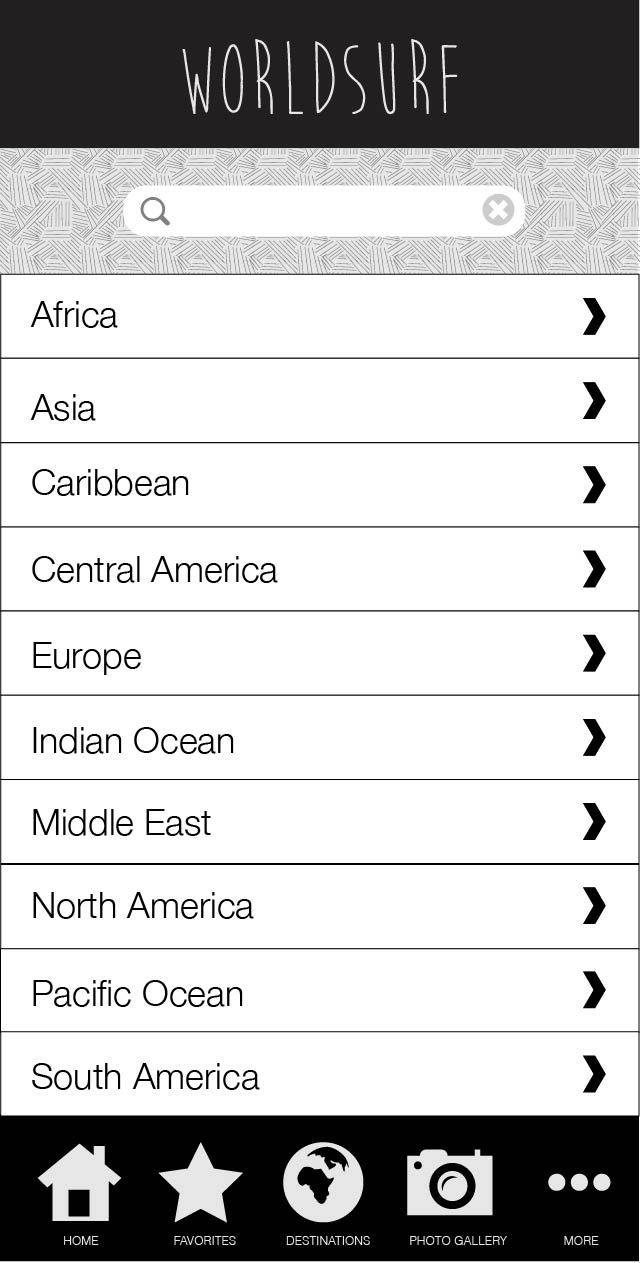 WORLDSURF
Africa
Asia
Caribbean
Central America
Europe
Indian Ocean
Middle East
North America
Pacific Ocean
South America
HOME FAVORITES DESTINATIONS PHOTO GALLERY MORE